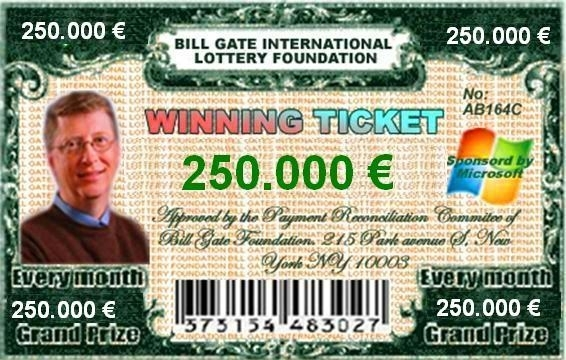 250.000 €
250.000 €
BILL GATE INTERNATIONAL
LOTTERY FOUNDATION
No:
AB164C
WINNING TICKET
250.000 €
Sponsord by
Microsoft
Approved by the Payment Reconciliation Commitee of
Bill Gate Foundation. 215 Park avenue S, New
York NY 10003
Every month
250.000 €
Grand Prize
373154 483027
Every month
250.000 €
Grand Prize